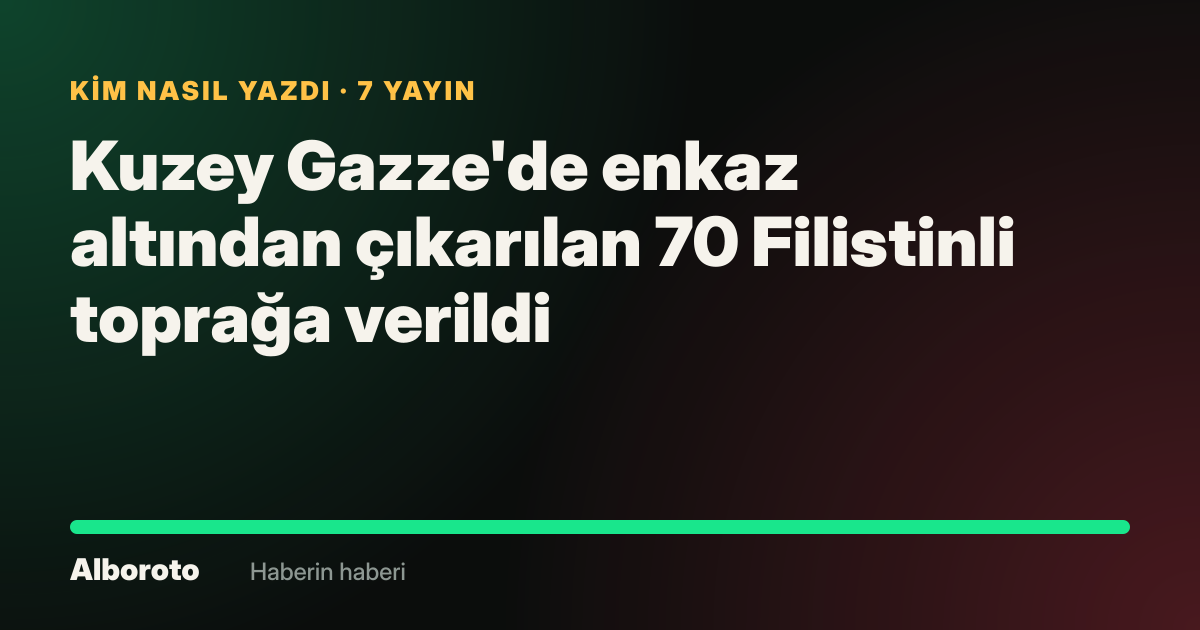 KİM NASIL YAZDI · 7 YAYIN
Kuzey Gazze'de enkaz
altından çıkarılan 70 Filistinli
toprağa verildi
Alboroto
Haberin haberi